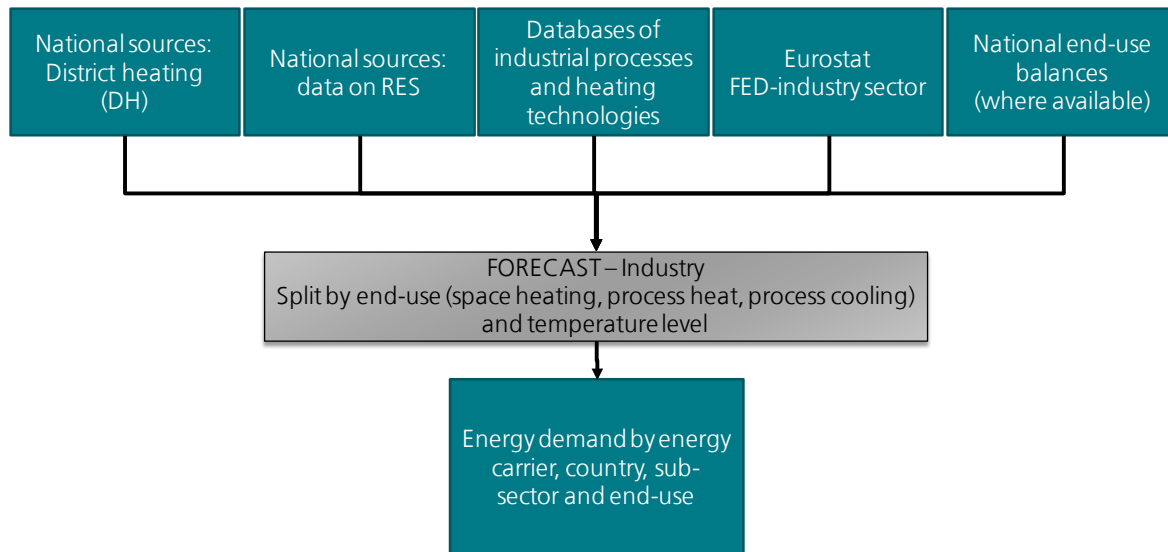 National sources:
District heating
(DH)
National sources:
data on RES
Databases of
industrial processes
and heating
technologies
Eurostat
FED-industry sector
National end-use
balances
(where available)
FORECAST – Industry
Split by end-use (space heating, process heat, process cooling)
and temperature level
Energy demand by energy
carrier, country, sub-
sector and end-use